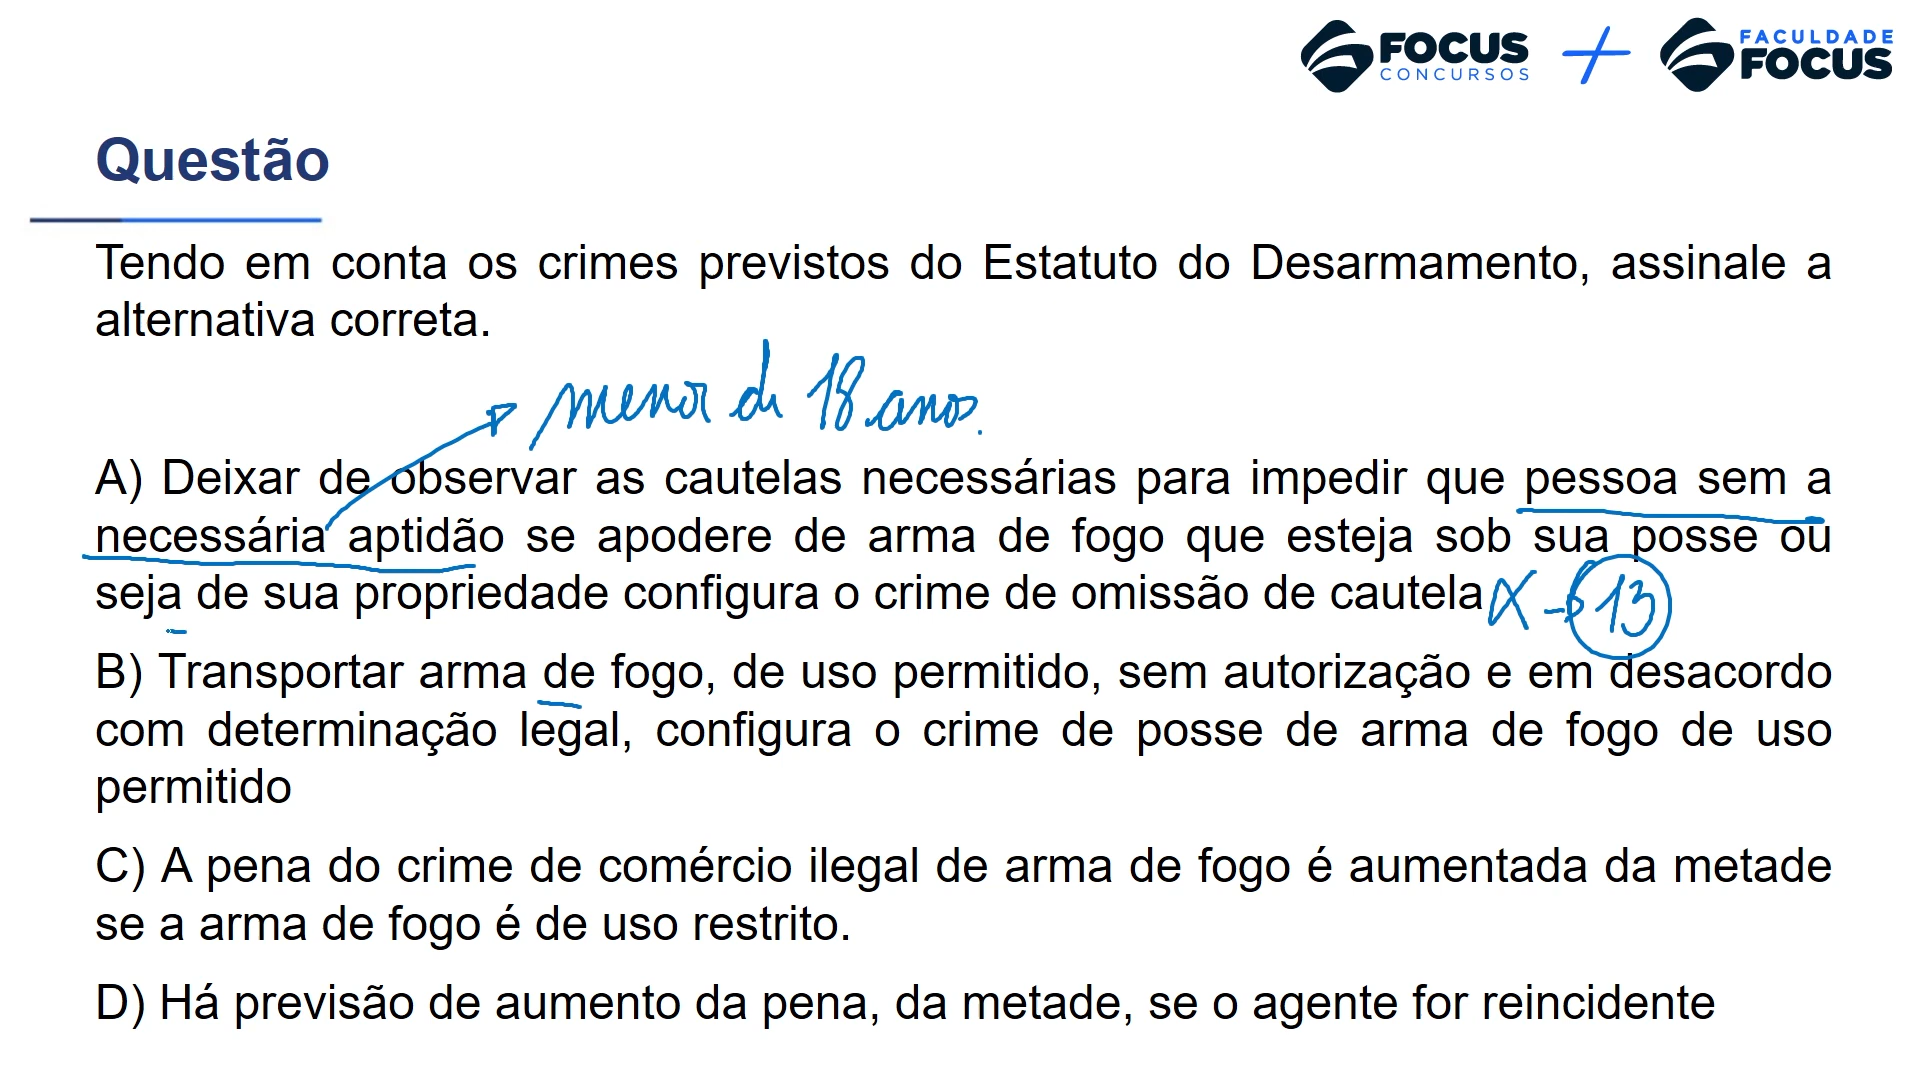 FOCUS
CONCURSOS
FACULDADE
FOCUS
Questão
Tendo em conta os crimes previstos do Estatuto do Desarmamento, assinale a
alternativa correta.
menor de 18 anos.
A) Deixar de observar as cautelas necessárias para impedir que pessoa sem a
necessária aptidão se apodere de arma de fogo que esteja sob sua posse ou
seja de sua propriedade configura o crime de omissão de cautela
X → 13
B) Transportar arma de fogo, de uso permitido, sem autorização e em desacordo
com determinação legal, configura o crime de posse de arma de fogo de uso
permitido
C) A pena do crime de comércio ilegal de arma de fogo é aumentada da metade
se a arma de fogo é de uso restrito.
D) Há previsão de aumento da pena, da metade, se o agente for reincidente